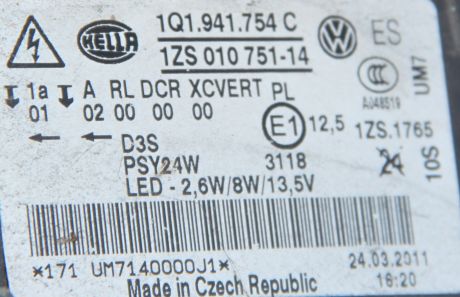 HELLA 1Q1.941.754 C ES
1ZS 010 751-14
CCC A048519 UM7
1a A RL DCR XCVERT PL
01 02 00 00 00
E1 12,5 1ZS.1765
D3S
PSY24W 3118 24 10S
LED - 2,6W/8W/13,5V
*171 UM7140000J1* 24.03.2011
Made in Czech Republic 16:20